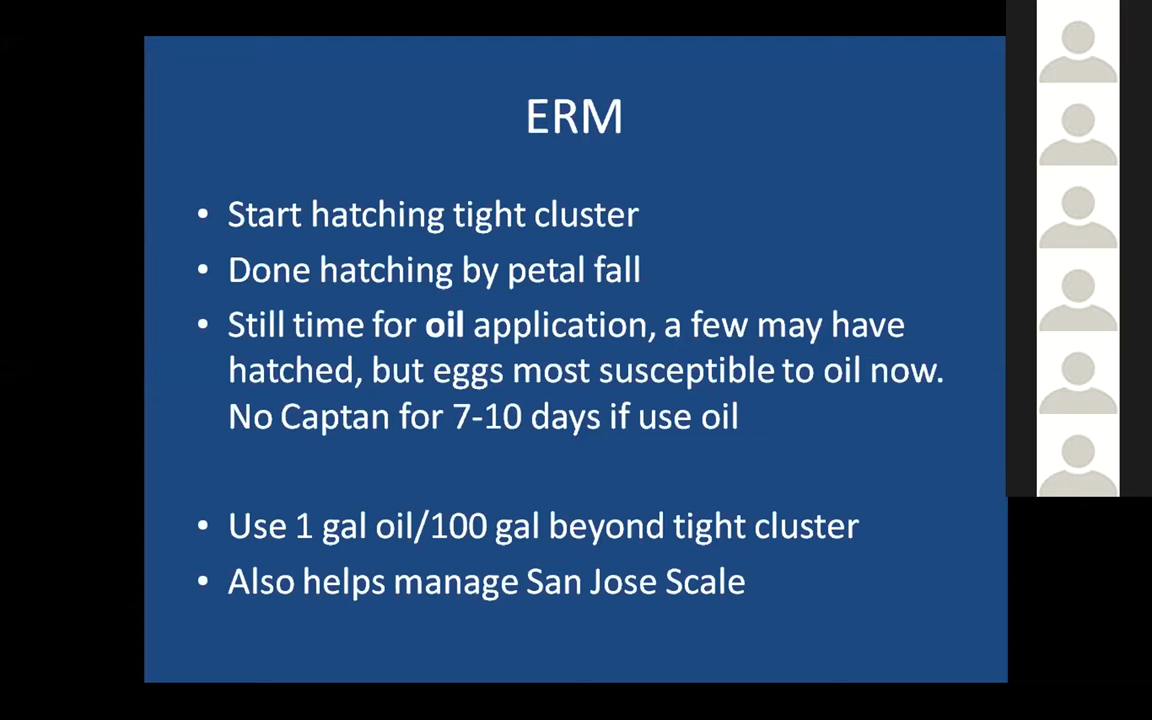 ERM
• Start hatching tight cluster
• Done hatching by petal fall
• Still time for oil application, a few may have
hatched, but eggs most susceptible to oil now.
No Captan for 7-10 days if use oil
• Use 1 gal oil/100 gal beyond tight cluster
• Also helps manage San Jose Scale